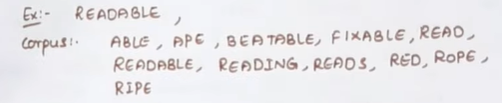 Ex:- READABLE,
Corpus:- ABLE, APE, BEATABLE, FIXABLE, READ,
READABLE, READING, READS, RED, ROPE,
RIPE